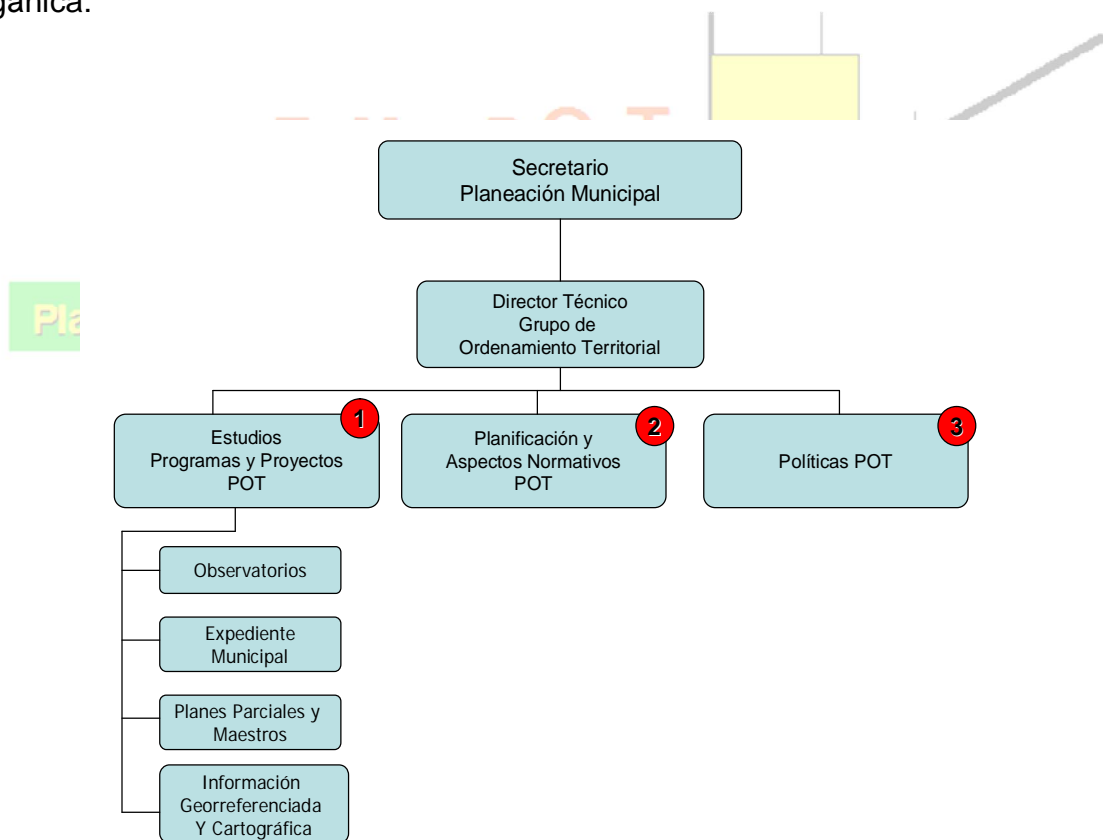 gánica.
Secretario
Planeación Municipal
Director Técnico
Grupo de
Ordenamiento Territorial
1
Estudios
Programas y Proyectos
POT
2
Planificación y
Aspectos Normativos
POT
3
Políticas POT
Observatorios
Expediente
Municipal
Planes Parciales y
Maestros
Información
Georreferenciada
Y Cartográfica